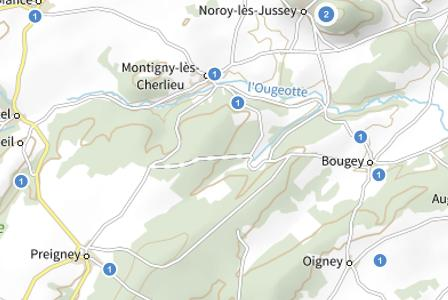 Noroy-lès-Jussey
2
1
Montigny-lès-
Cherlieu
1
l'Ougeotte
1
1
Bougey
1
1
Preigney
1
Oigney
1